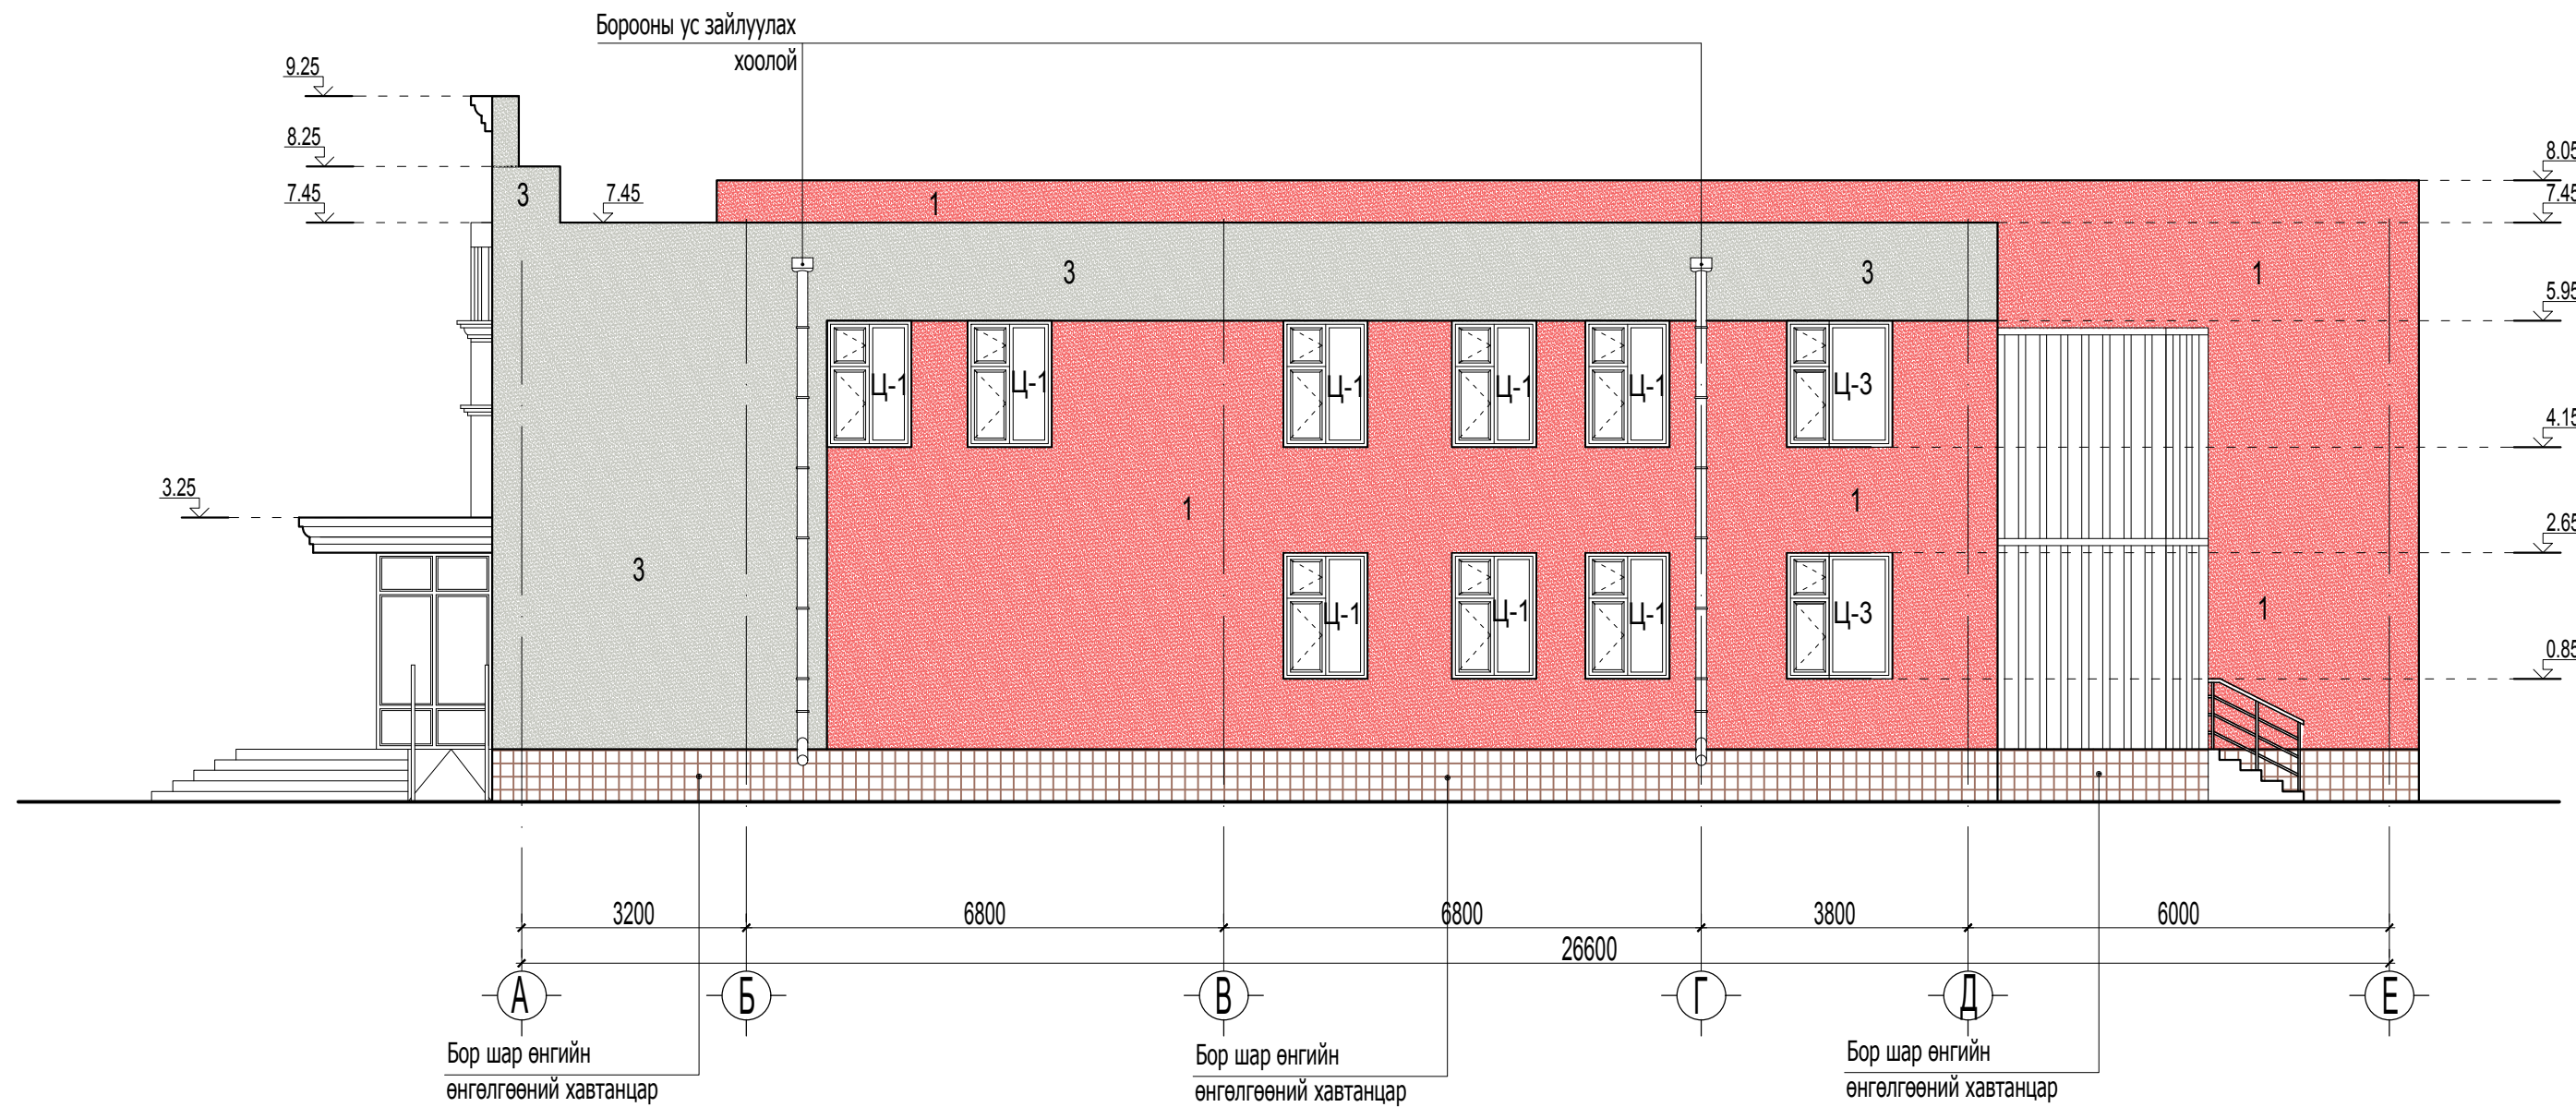 Борооны ус зайлуулах
хоолой
9.25
8.25
7.45
7.45
8.05
7.45
3
1
3
3
1
5.95
Ц-1
Ц-1
Ц-1
Ц-1
Ц-1
Ц-3
4.15
3.25
1
1
2.65
3
Ц-1
Ц-1
Ц-1
Ц-3
1
0.85
3200
6800
6800
3800
6000
26600
А
Б
В
Г
Д
Е
Бор шар өнгийн
өнгөлгөөний хавтанцар
Бор шар өнгийн
өнгөлгөөний хавтанцар
Бор шар өнгийн
өнгөлгөөний хавтанцар